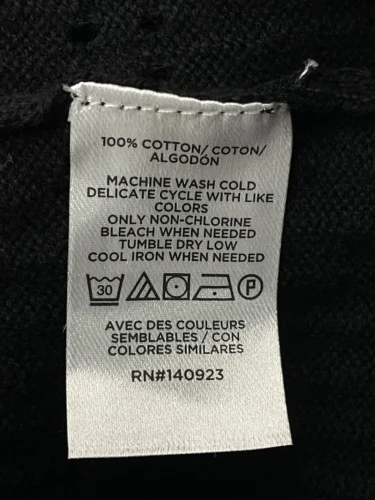 100% COTTON/ COTON/
ALGODÓN
MACHINE WASH COLD
DELICATE CYCLE WITH LIKE
COLORS
ONLY NON-CHLORINE
BLEACH WHEN NEEDED
TUMBLE DRY LOW
COOL IRON WHEN NEEDED
30 P
AVEC DES COULEURS
SEMBLABLES / CON
COLORES SIMILARES
RN#140923